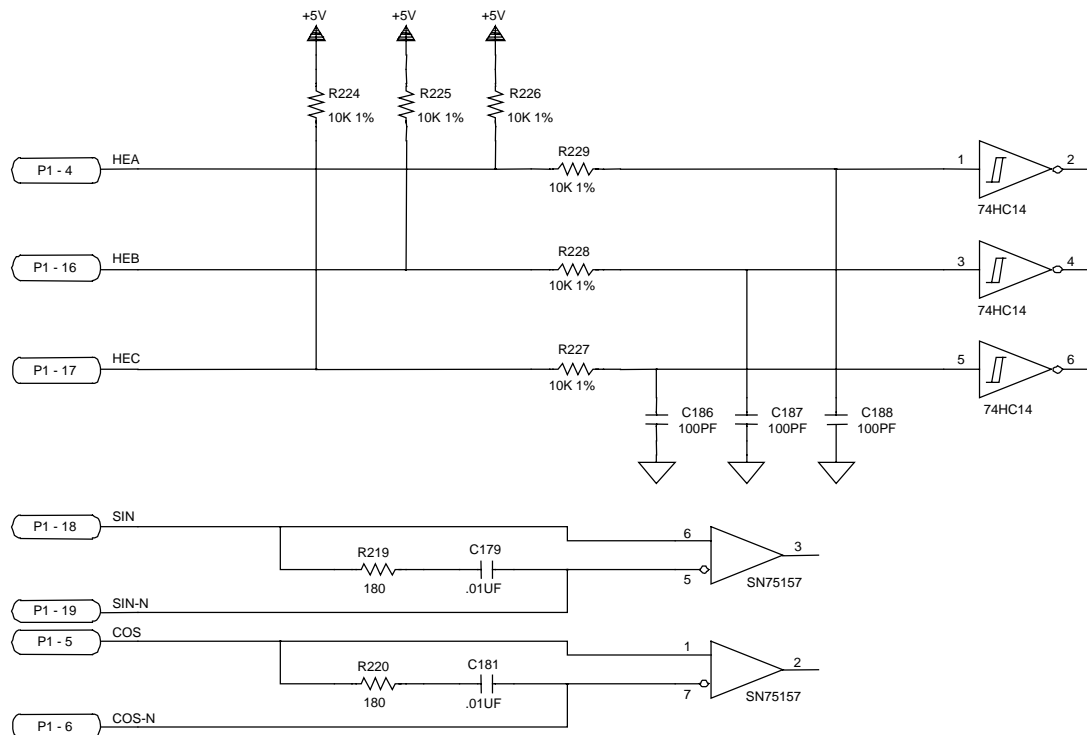 +5V +5V +5V
R224 R225 R226
10K 1% 10K 1% 10K 1%
P1 - 4 HEA R229 1 2
10K 1%
74HC14
P1 - 16 HEB R228 3 4
10K 1%
74HC14
P1 - 17 HEC R227 5 6
10K 1%
74HC14
C186 C187 C188
100PF 100PF 100PF
P1 - 18 SIN
6 3
R219 C179
5
180 .01UF
SN75157
P1 - 19 SIN-N
P1 - 5 COS
1 2
R220 C181
7
180 .01UF
SN75157
P1 - 6 COS-N